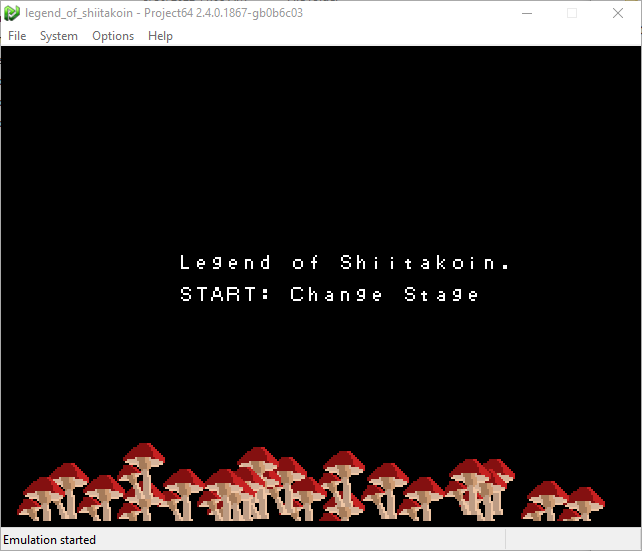 legend_of_shiitakoin - Project64 2.4.0.1867-gb0b6c03
File System Options Help
Legend of Shiitakoin.
START: Change Stage
Emulation started